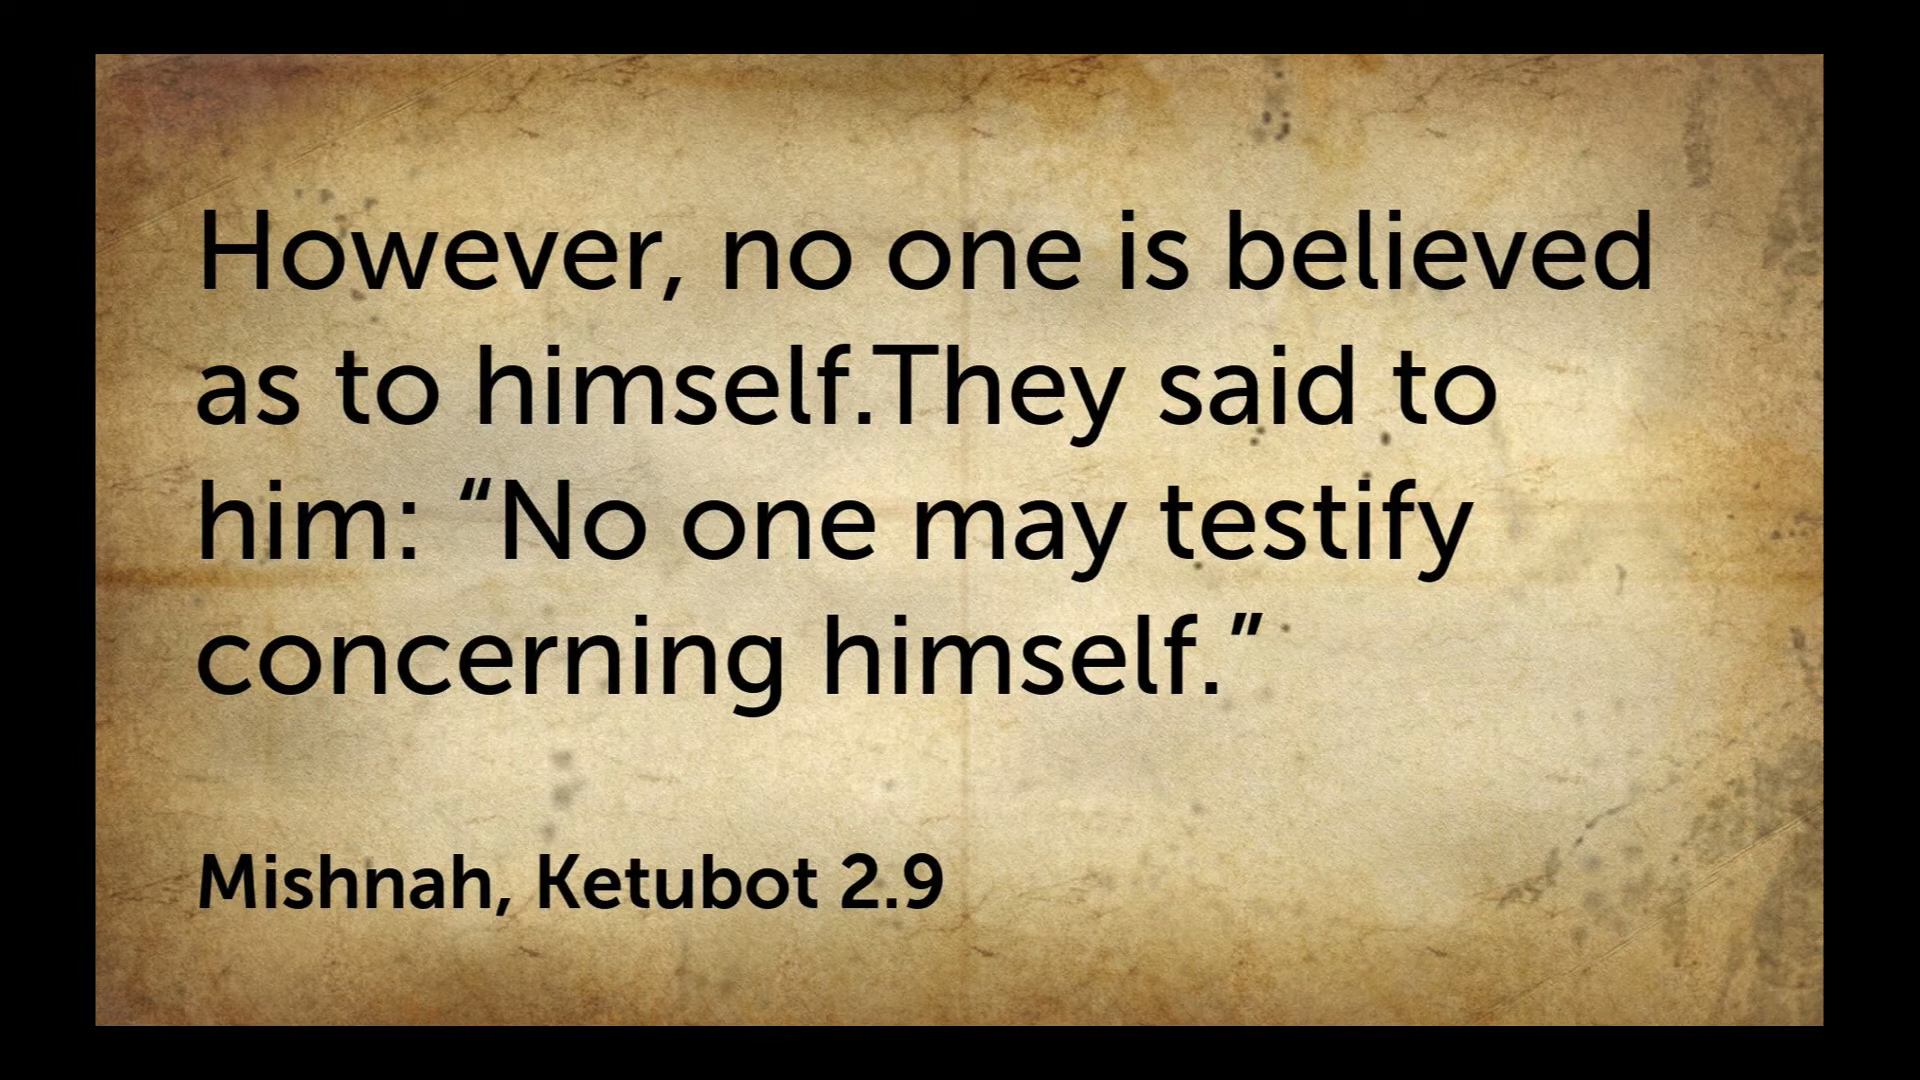 However, no one is believed
as to himself.They said to
him: “No one may testify
concerning himself.”
Mishnah, Ketubot 2.9